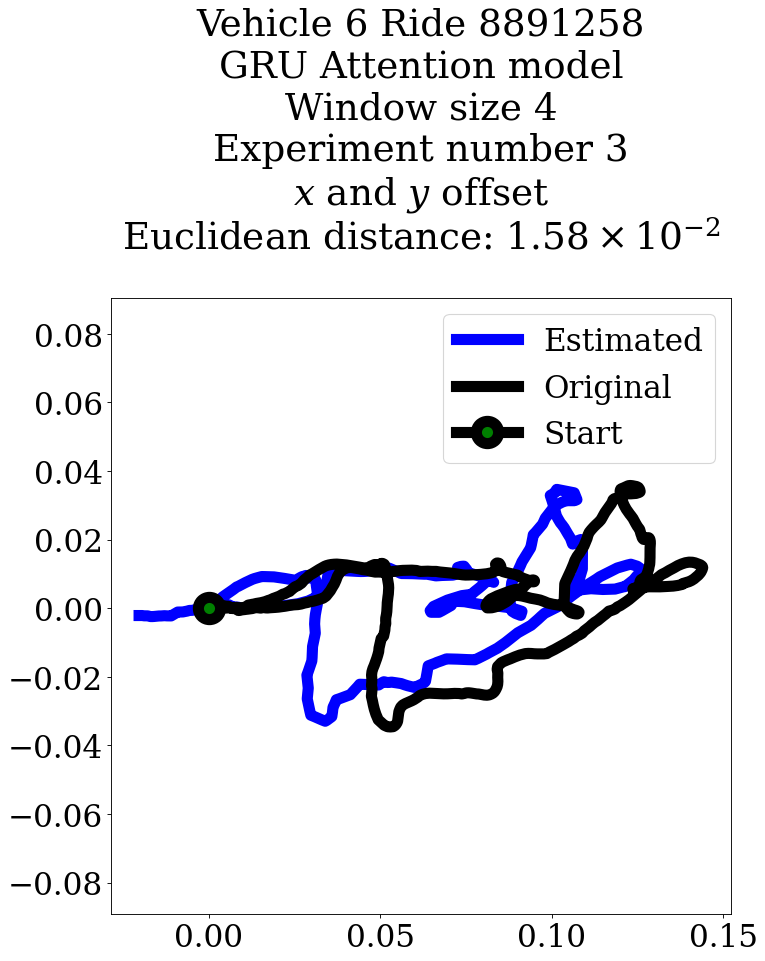 Vehicle 6 Ride 8891258
GRU Attention model
Window size 4
Experiment number 3
x and y offset
Euclidean distance: 1.58 × 10⁻²
Estimated
Original
Start
0.08
0.06
0.04
0.02
0.00
−0.02
−0.04
−0.06
−0.08
0.00 0.05 0.10 0.15